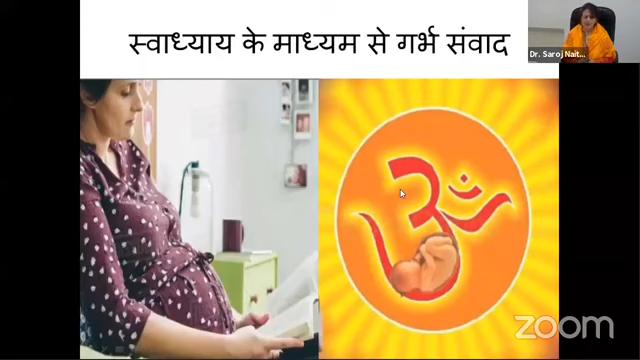 स्वाध्याय के माध्यम से गर्भ संवाद
Dr. Saroj Nait...
ॐ
zoom